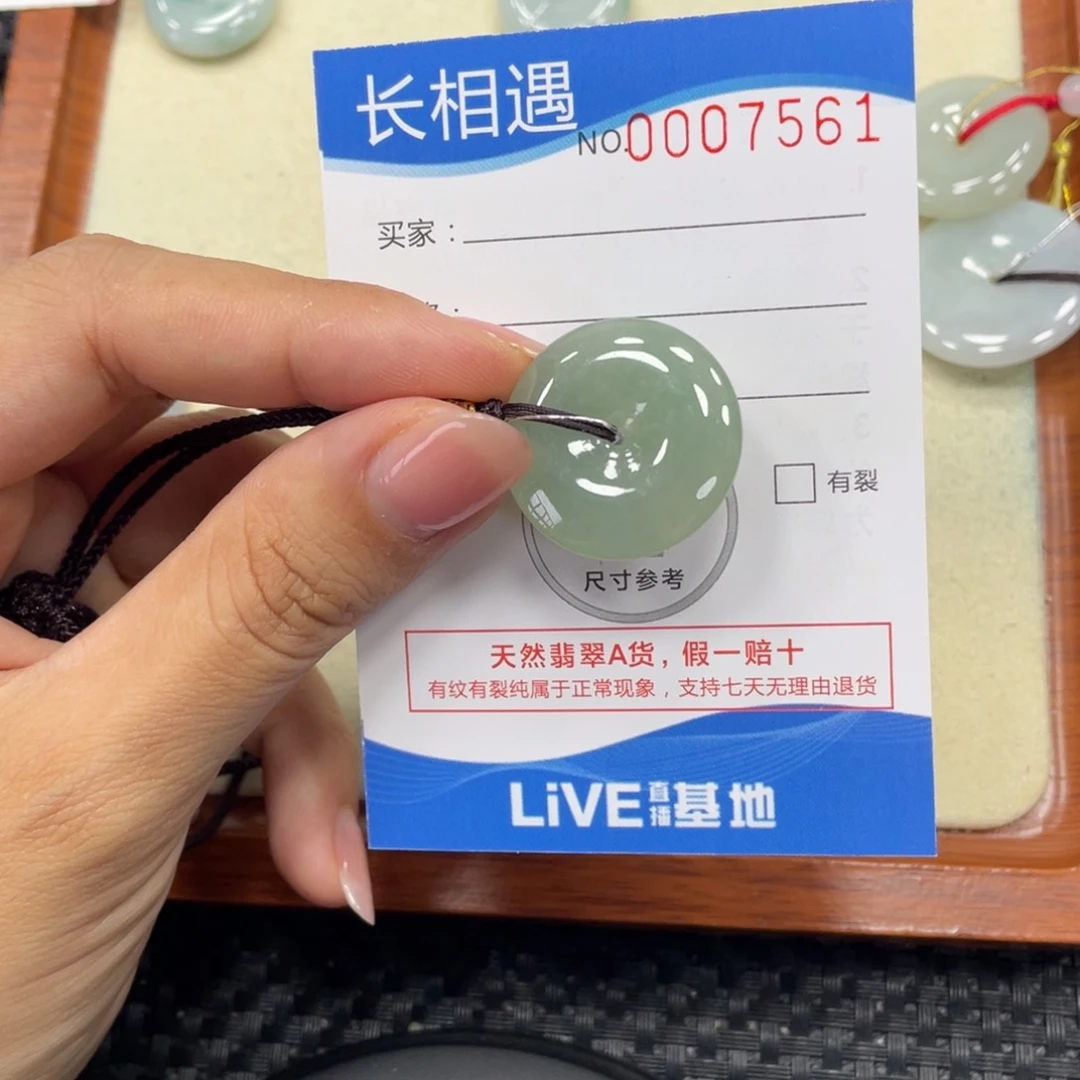 长相遇
NO.0007561
买家：
有裂
尺寸参考
天然翡翠A货，假一赔十
有纹有裂纯属于正常现象，支持七天无理由退货
LiVE直播基地